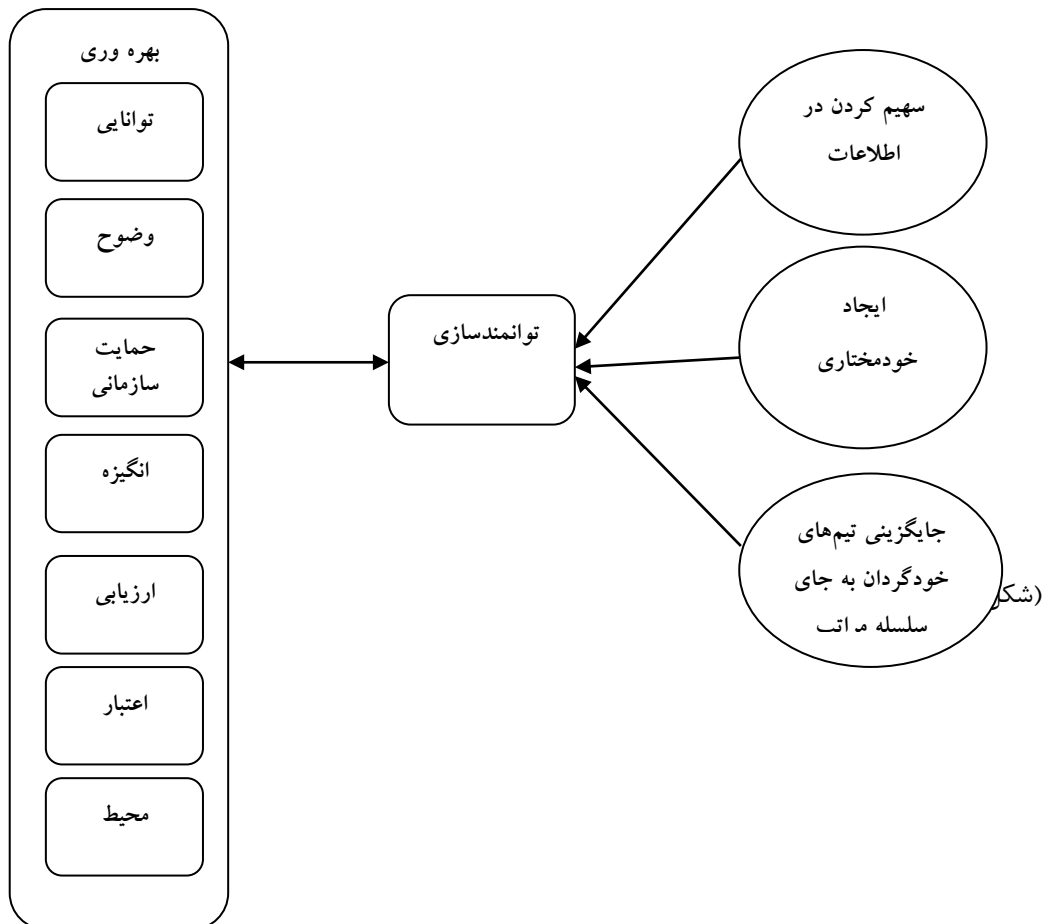 بهره وری
توانایی
وضوح
حمایت
سازمانی
انگیزه
ارزیابی
اعتبار
محیط
توانمندسازی
سهیم کردن در
اطلاعات
ایجاد
خودمختاری
جایگزینی تیم‌های
خودگردان به جای
سلسله مراتب